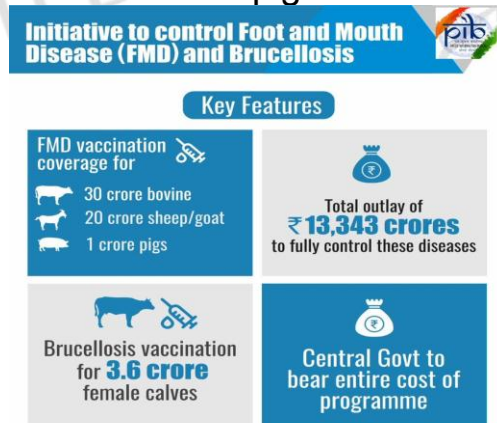 Initiative to control Foot and Mouth
Disease (FMD) and Brucellosis
pib
Key Features
FMD vaccination
coverage for
30 crore bovine
20 crore sheep/goat
1 crore pigs
Total outlay of
₹ 13,343 crores
to fully control these diseases
Brucellosis vaccination
for 3.6 crore
female calves
Central Govt to
bear entire cost of
programme